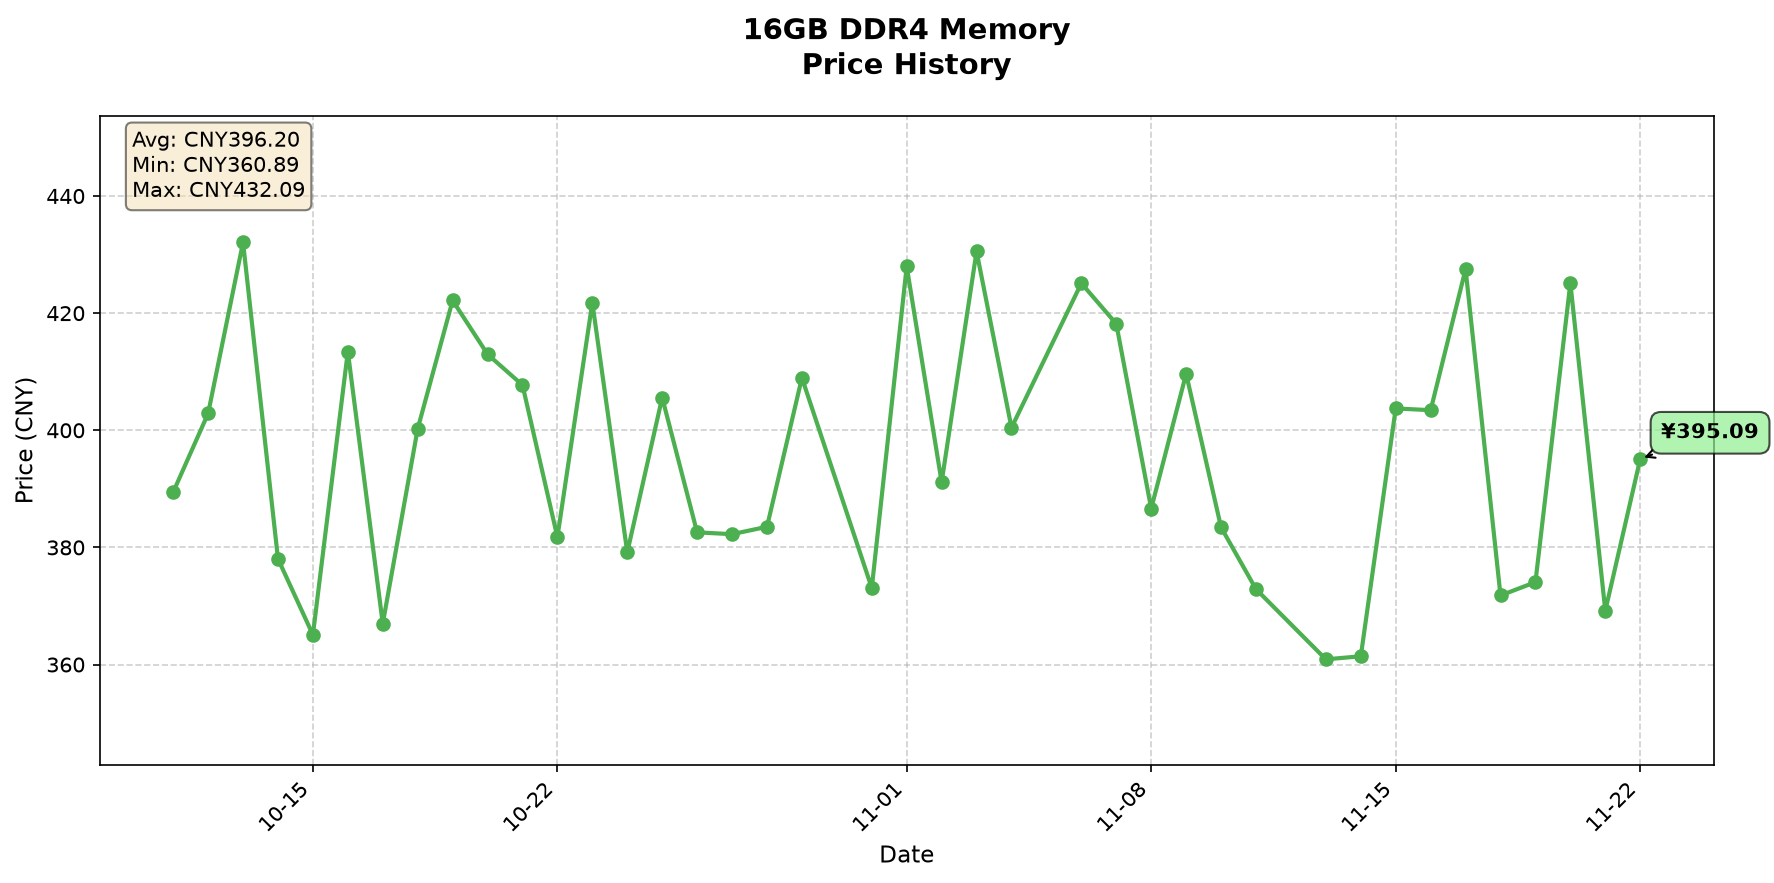 16GB DDR4 Memory
Price History
Avg: CNY396.20
Min: CNY360.89
Max: CNY432.09
440
420
400
380
360
Price (CNY)
¥395.09
10-15
10-22
11-01
11-08
11-15
11-22
Date